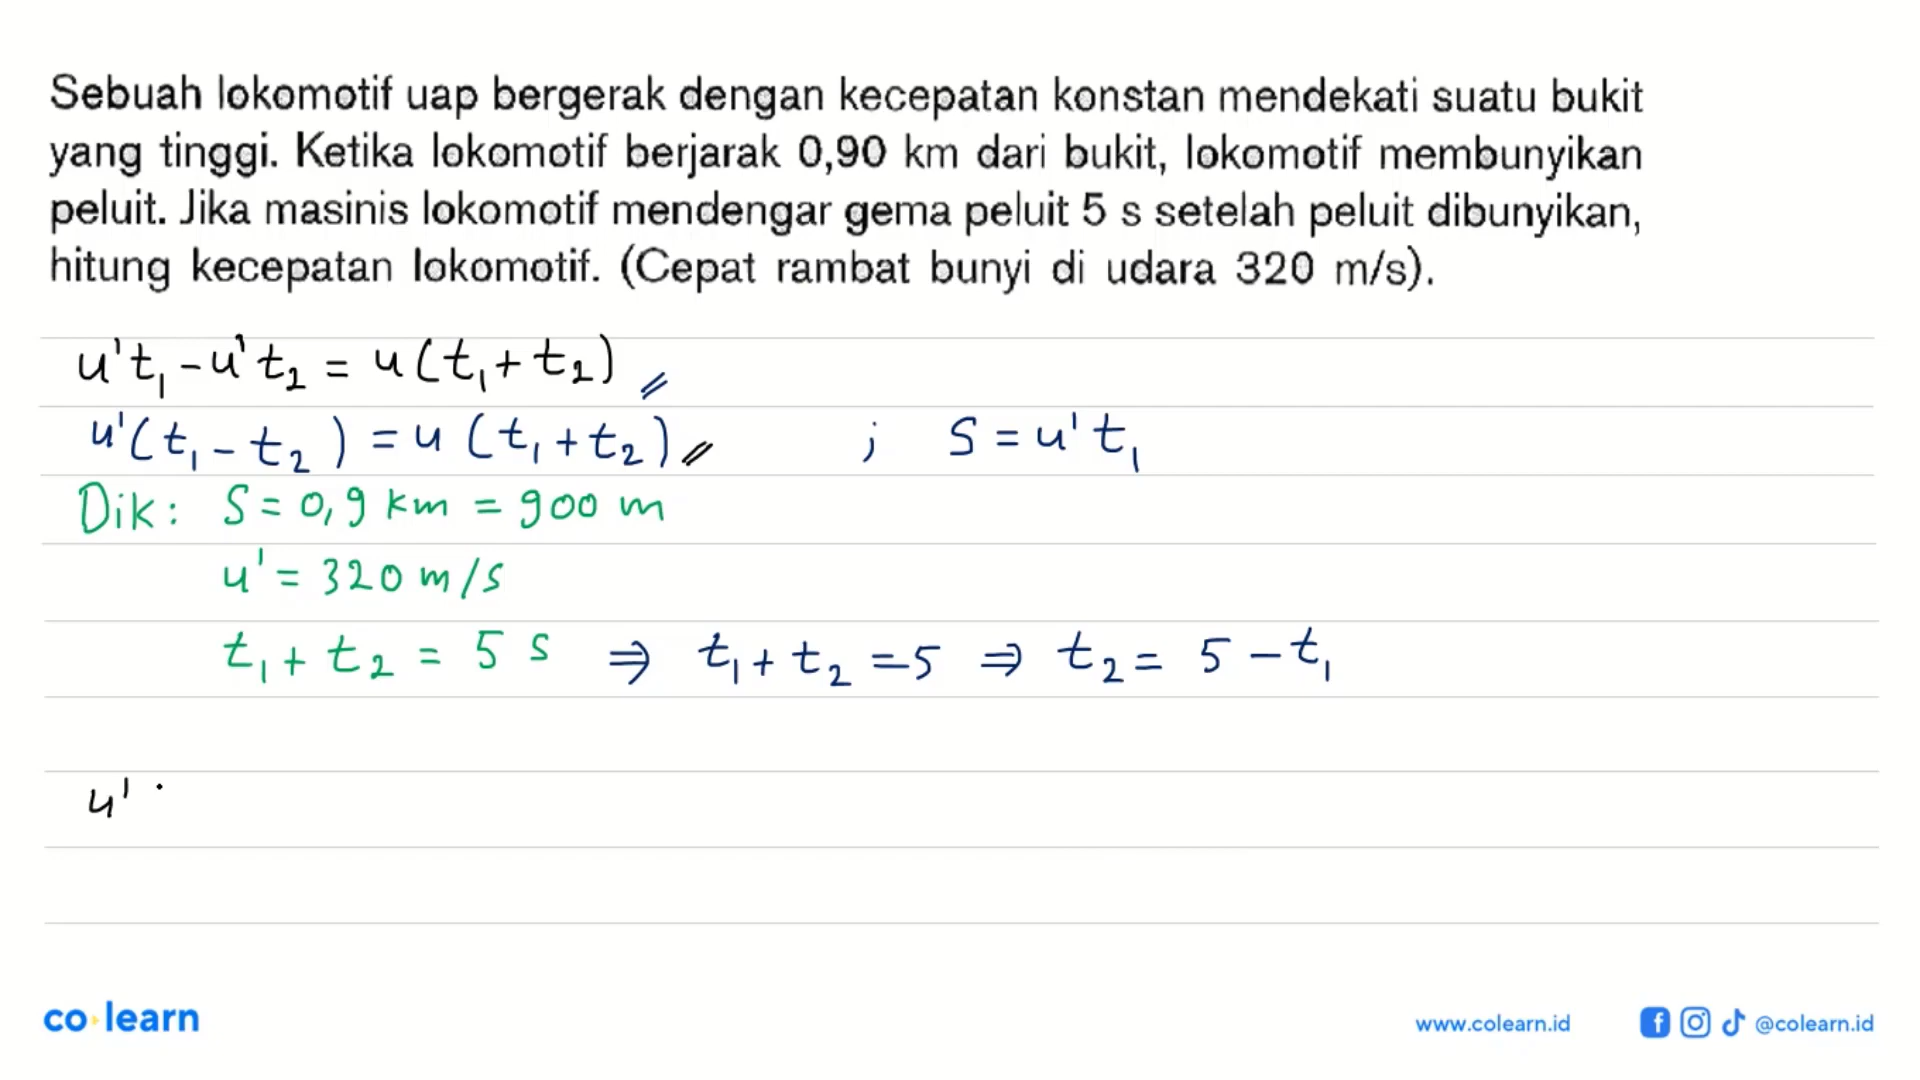 Sebuah lokomotif uap bergerak dengan kecepatan konstan mendekati suatu bukit
yang tinggi. Ketika lokomotif berjarak 0,90 km dari bukit, lokomotif membunyikan
peluit. Jika masinis lokomotif mendengar gema peluit 5 s setelah peluit dibunyikan,
hitung kecepatan lokomotif. (Cepat rambat bunyi di udara 320 m/s).
u't₁ - u't₂ = u(t₁ + t₂)
u'(t₁ - t₂) = u(t₁ + t₂) ; S = u't₁
Dik: S = 0,9 km = 900 m
u' = 320 m/s
t₁ + t₂ = 5 s ⇒ t₁ + t₂ = 5 ⇒ t₂ = 5 - t₁
u'
co learn
www.colearn.id @colearn.id